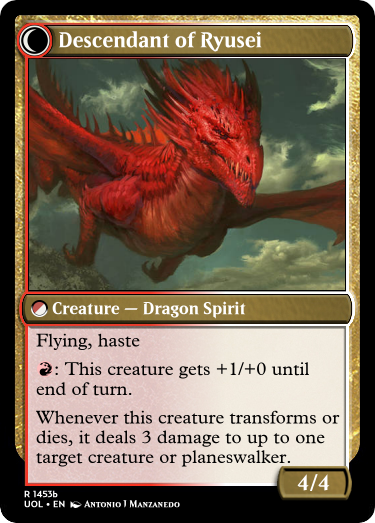 Descendant of Ryusei
Creature — Dragon Spirit
Flying, haste
: This creature gets +1/+0 until
end of turn.
Whenever this creature transforms or
dies, it deals 3 damage to up to one
target creature or planeswalker.
4/4
R 1453b
UOL • EN Antonio J Manzanedo